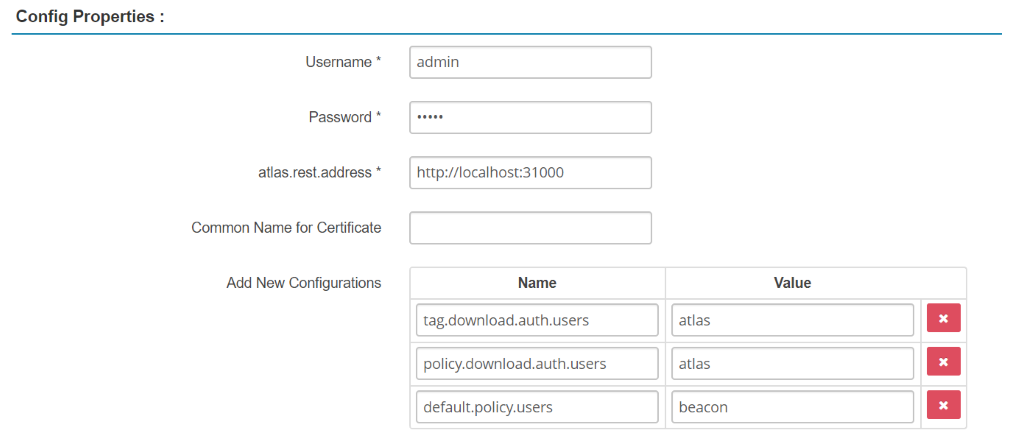 Config Properties :
Username * admin
Password * •••••
atlas.rest.address * http://localhost:31000
Common Name for Certificate
Add New Configurations Name Value
tag.download.auth.users atlas
policy.download.auth.users atlas
default.policy.users beacon